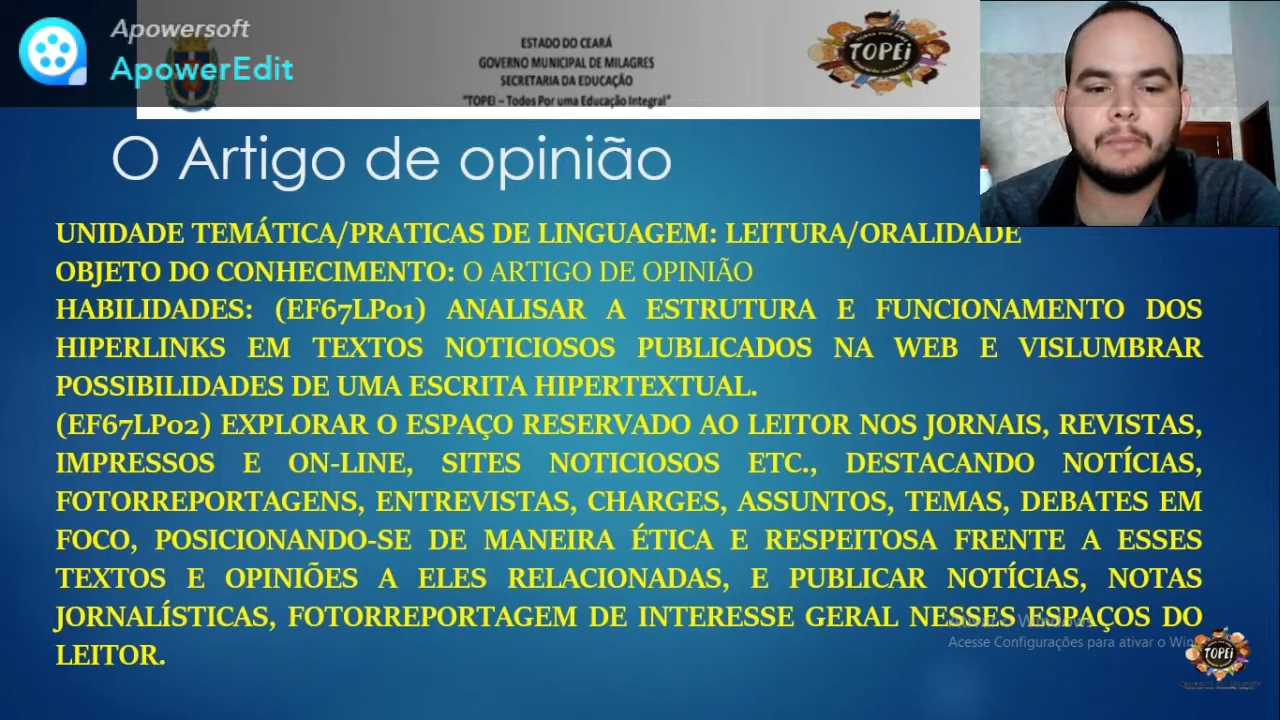 Apowersoft
ApowerEdit
ESTADO DO CEARÁ
GOVERNO MUNICIPAL DE MILAGRES
SECRETARIA DA EDUCAÇÃO
"TOPEI – Todos Por uma Educação Integral"
TOPEi
O Artigo de opinião
UNIDADE TEMÁTICA/PRATICAS DE LINGUAGEM: LEITURA/ORALIDADE
OBJETO DO CONHECIMENTO: O ARTIGO DE OPINIÃO
HABILIDADES: (EF67LP01) ANALISAR A ESTRUTURA E FUNCIONAMENTO DOS
HIPERLINKS EM TEXTOS NOTICIOSOS PUBLICADOS NA WEB E VISLUMBRAR
POSSIBILIDADES DE UMA ESCRITA HIPERTEXTUAL.
(EF67LP02) EXPLORAR O ESPAÇO RESERVADO AO LEITOR NOS JORNAIS, REVISTAS,
IMPRESSOS E ON-LINE, SITES NOTICIOSOS ETC., DESTACANDO NOTÍCIAS,
FOTORREPORTAGENS, ENTREVISTAS, CHARGES, ASSUNTOS, TEMAS, DEBATES EM
FOCO, POSICIONANDO-SE DE MANEIRA ÉTICA E RESPEITOSA FRENTE A ESSES
TEXTOS E OPINIÕES A ELES RELACIONADAS, E PUBLICAR NOTÍCIAS, NOTAS
JORNALÍSTICAS, FOTORREPORTAGEM DE INTERESSE GERAL NESSES ESPAÇOS DO
LEITOR.
Ativar o Windows
Acesse Configurações para ativar o Win
TOPEi